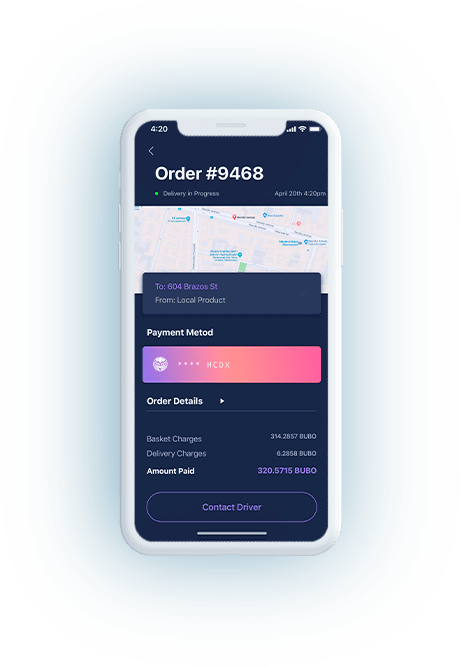 4:20
Order #9468
Delivery in Progress April 20th 4:20pm
To: 604 Brazos St
From: Local Product
Payment Metod
**** HCDX
Order Details
Basket Charges 314.2857 BUBO
Delivery Charges 6.2858 BUBO
Amount Paid 320.5715 BUBO
Contact Driver